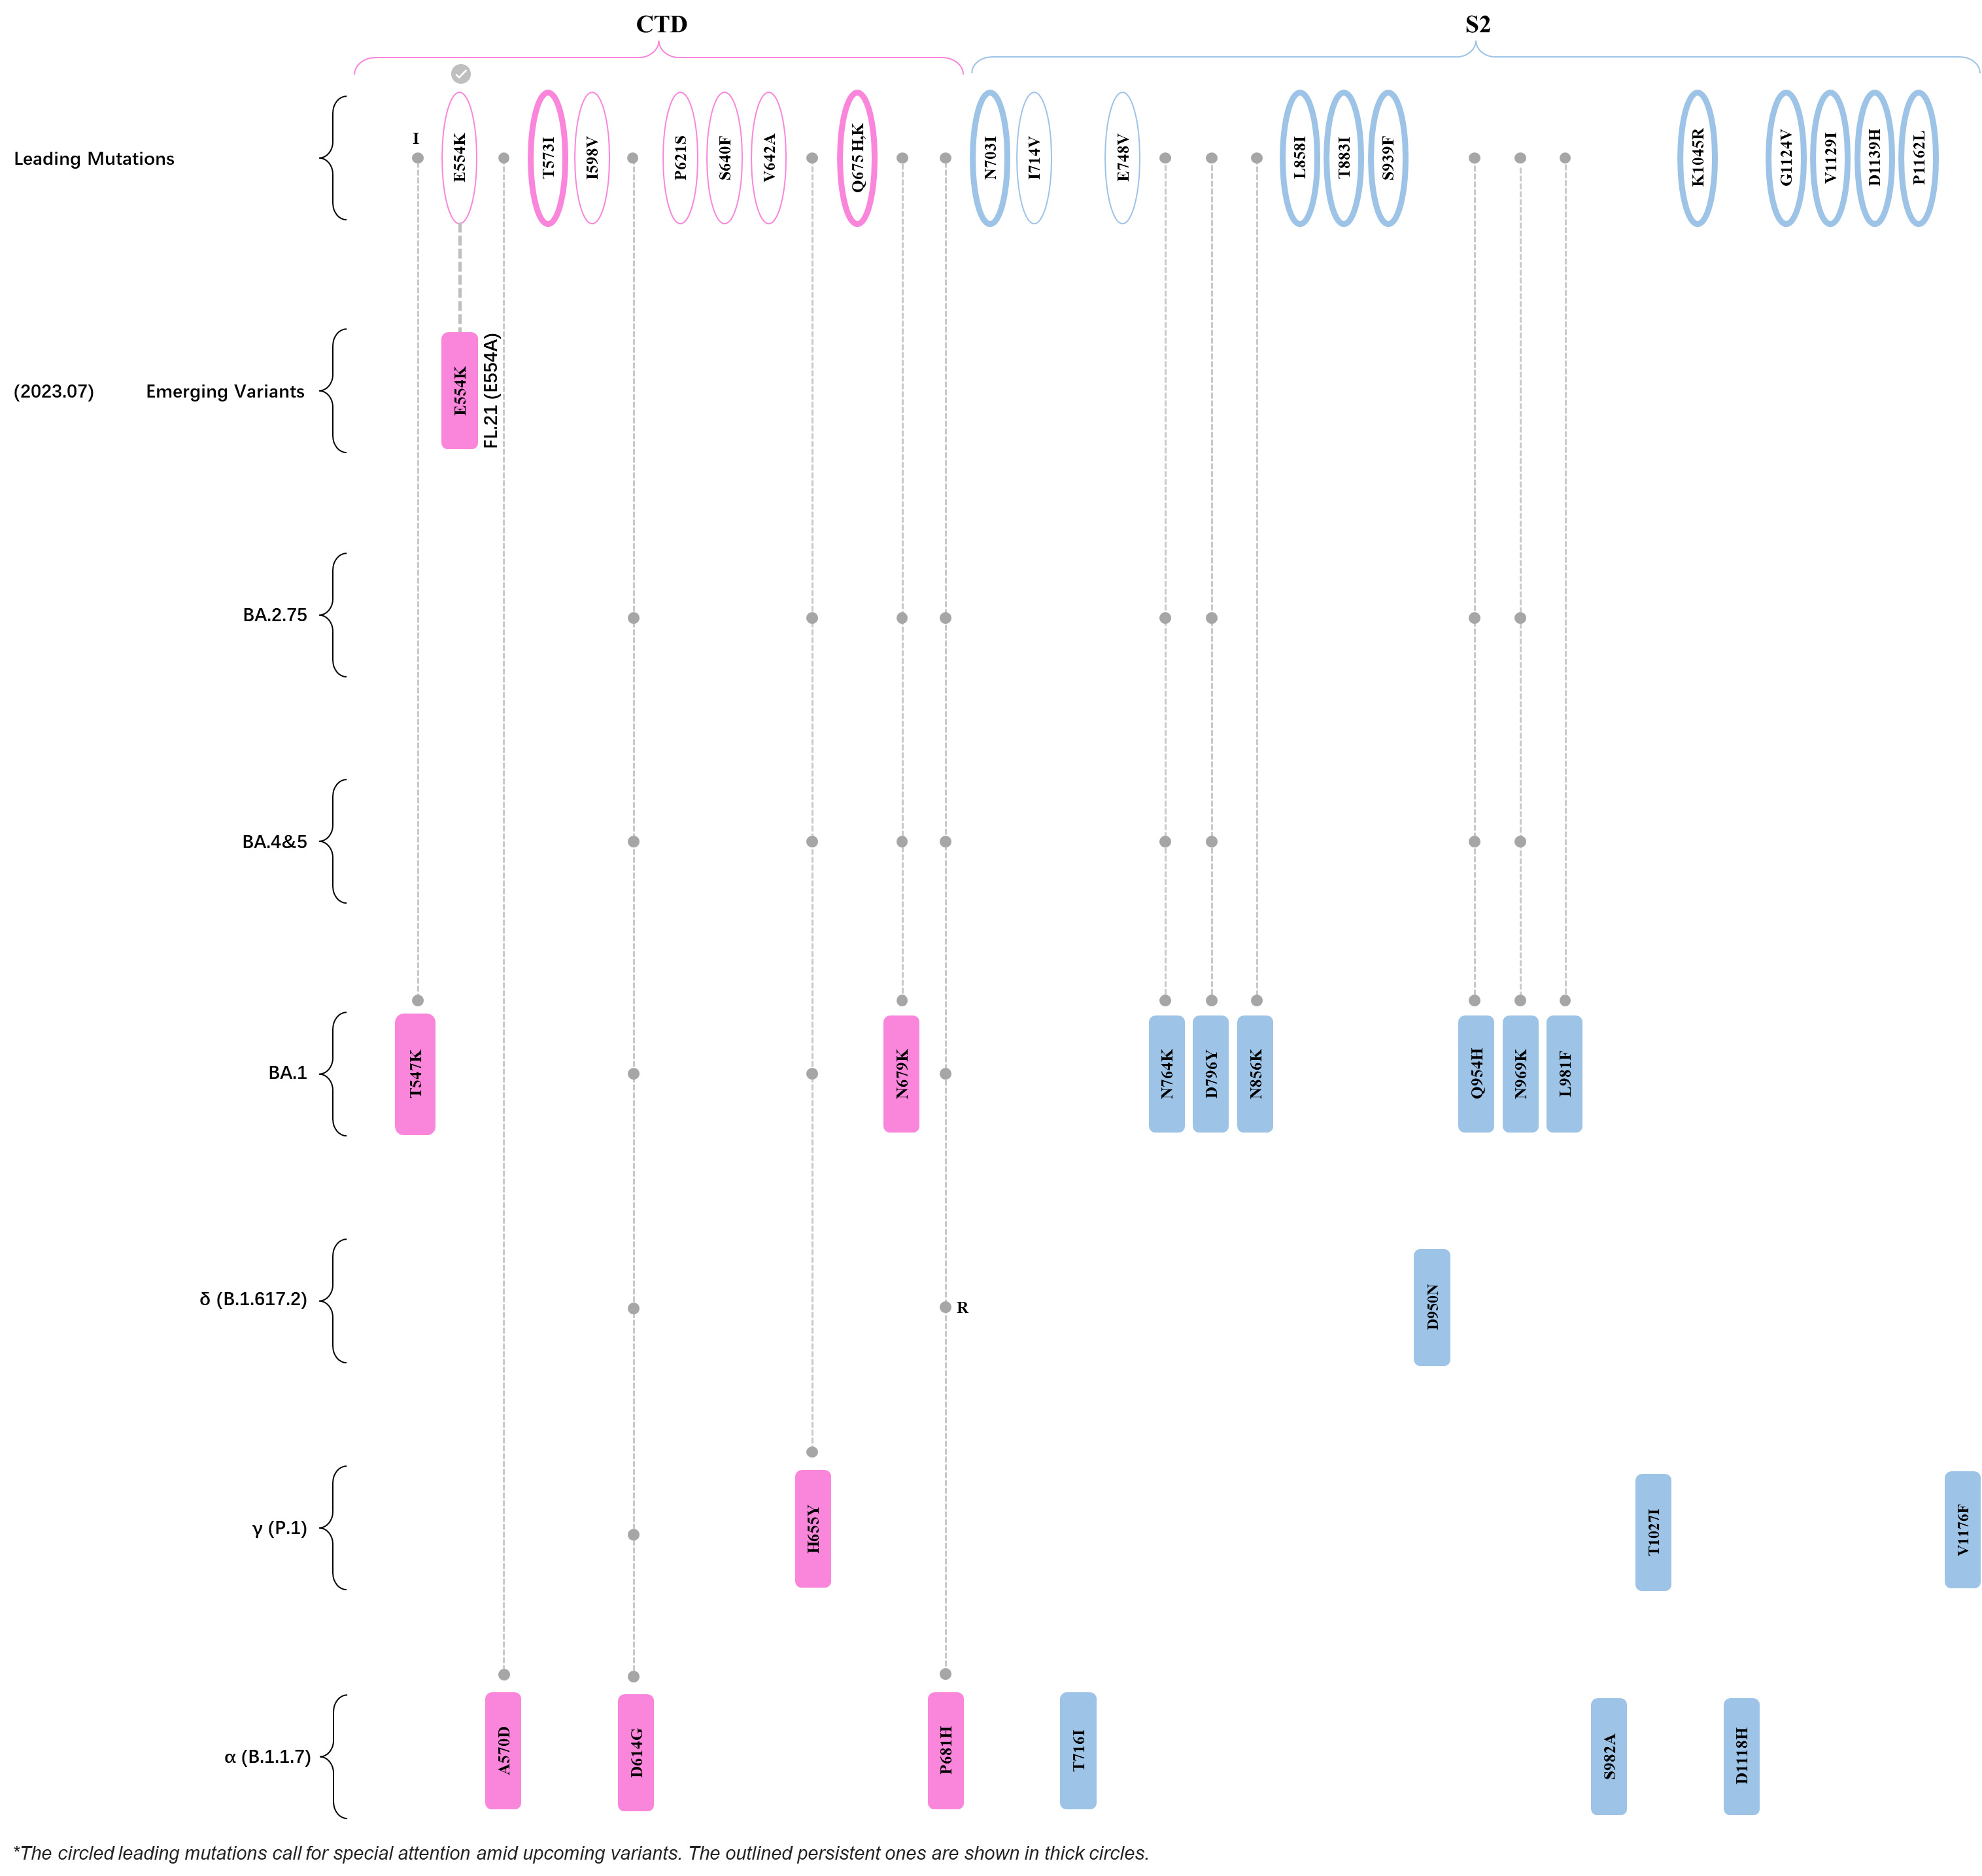 CTD
S2
Leading Mutations
I
E554K
T573I
I598V
P621S
S640F
V642A
Q675 H,K
N703I
I714V
E748V
L858I
T883I
S939F
K1045R
G1124V
V1129I
D1139H
P1162L
(2023.07)
Emerging Variants
E554K
FL.21 (E554A)
BA.2.75
BA.4&5
BA.1
T547K
N679K
N764K
D796Y
N856K
Q954H
N969K
L981F
δ (B.1.617.2)
R
D950N
γ (P.1)
H655Y
T1027I
V1176F
α (B.1.1.7)
A570D
D614G
P681H
T716I
S982A
D1118H
*The circled leading mutations call for special attention amid upcoming variants. The outlined persistent ones are shown in thick circles.